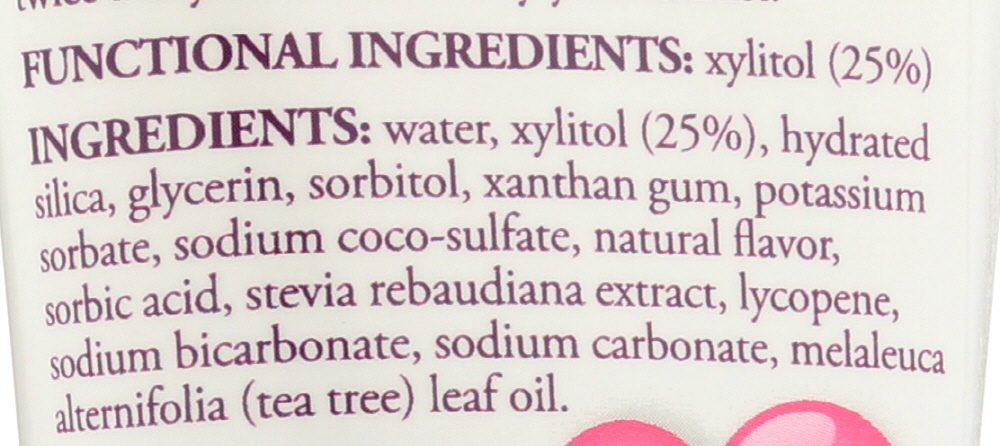 FUNCTIONAL INGREDIENTS: xylitol (25%)
INGREDIENTS: water, xylitol (25%), hydrated
silica, glycerin, sorbitol, xanthan gum, potassium
sorbate, sodium coco-sulfate, natural flavor,
sorbic acid, stevia rebaudiana extract, lycopene,
sodium bicarbonate, sodium carbonate, melaleuca
alternifolia (tea tree) leaf oil.